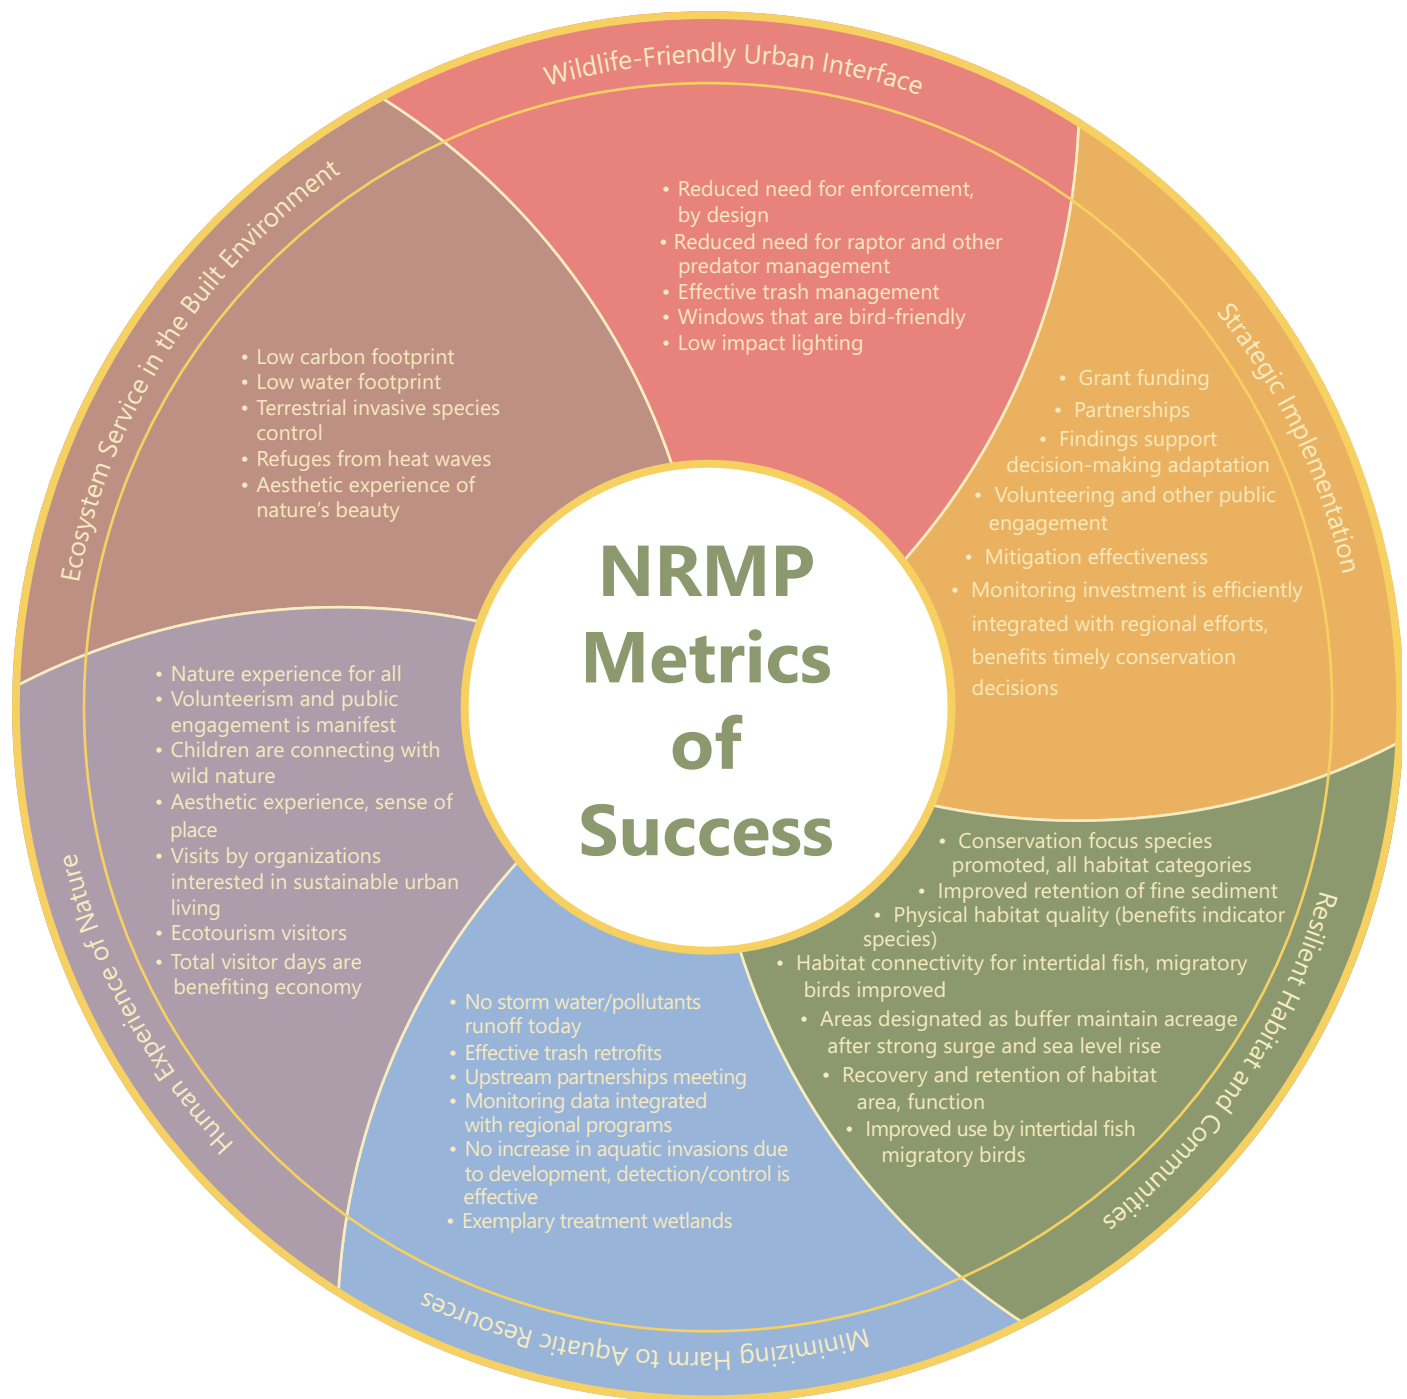 NRMP
Metrics
of
Success
Wildlife-Friendly Urban Interface
• Reduced need for enforcement,
by design
• Reduced need for raptor and other
predator management
• Effective trash management
• Windows that are bird-friendly
• Low impact lighting
Strategic Implementation
• Grant funding
• Partnerships
• Findings support
decision-making adaptation
• Volunteering and other public
engagement
• Mitigation effectiveness
• Monitoring investment is efficiently
integrated with regional efforts,
benefits timely conservation
decisions
Resilient Habitat and Communities
• Conservation focus species
promoted, all habitat categories
• Improved retention of fine sediment
• Physical habitat quality (benefits indicator
species)
• Habitat connectivity for intertidal fish, migratory
birds improved
• Areas designated as buffer maintain acreage
after strong surge and sea level rise
• Recovery and retention of habitat
area, function
• Improved use by intertidal fish
migratory birds
Minimizing Harm to Aquatic Resources
• No storm water/pollutants
runoff today
• Effective trash retrofits
• Upstream partnerships meeting
• Monitoring data integrated
with regional programs
• No increase in aquatic invasions due
to development, detection/control is
effective
• Exemplary treatment wetlands
Human Experience of Nature
• Nature experience for all
• Volunteerism and public
engagement is manifest
• Children are connecting with
wild nature
• Aesthetic experience, sense of
place
• Visits by organizations
interested in sustainable urban
living
• Ecotourism visitors
• Total visitor days are
benefiting economy
Ecosystem Service in the Built Environment
• Low carbon footprint
• Low water footprint
• Terrestrial invasive species
control
• Refuges from heat waves
• Aesthetic experience of
nature's beauty